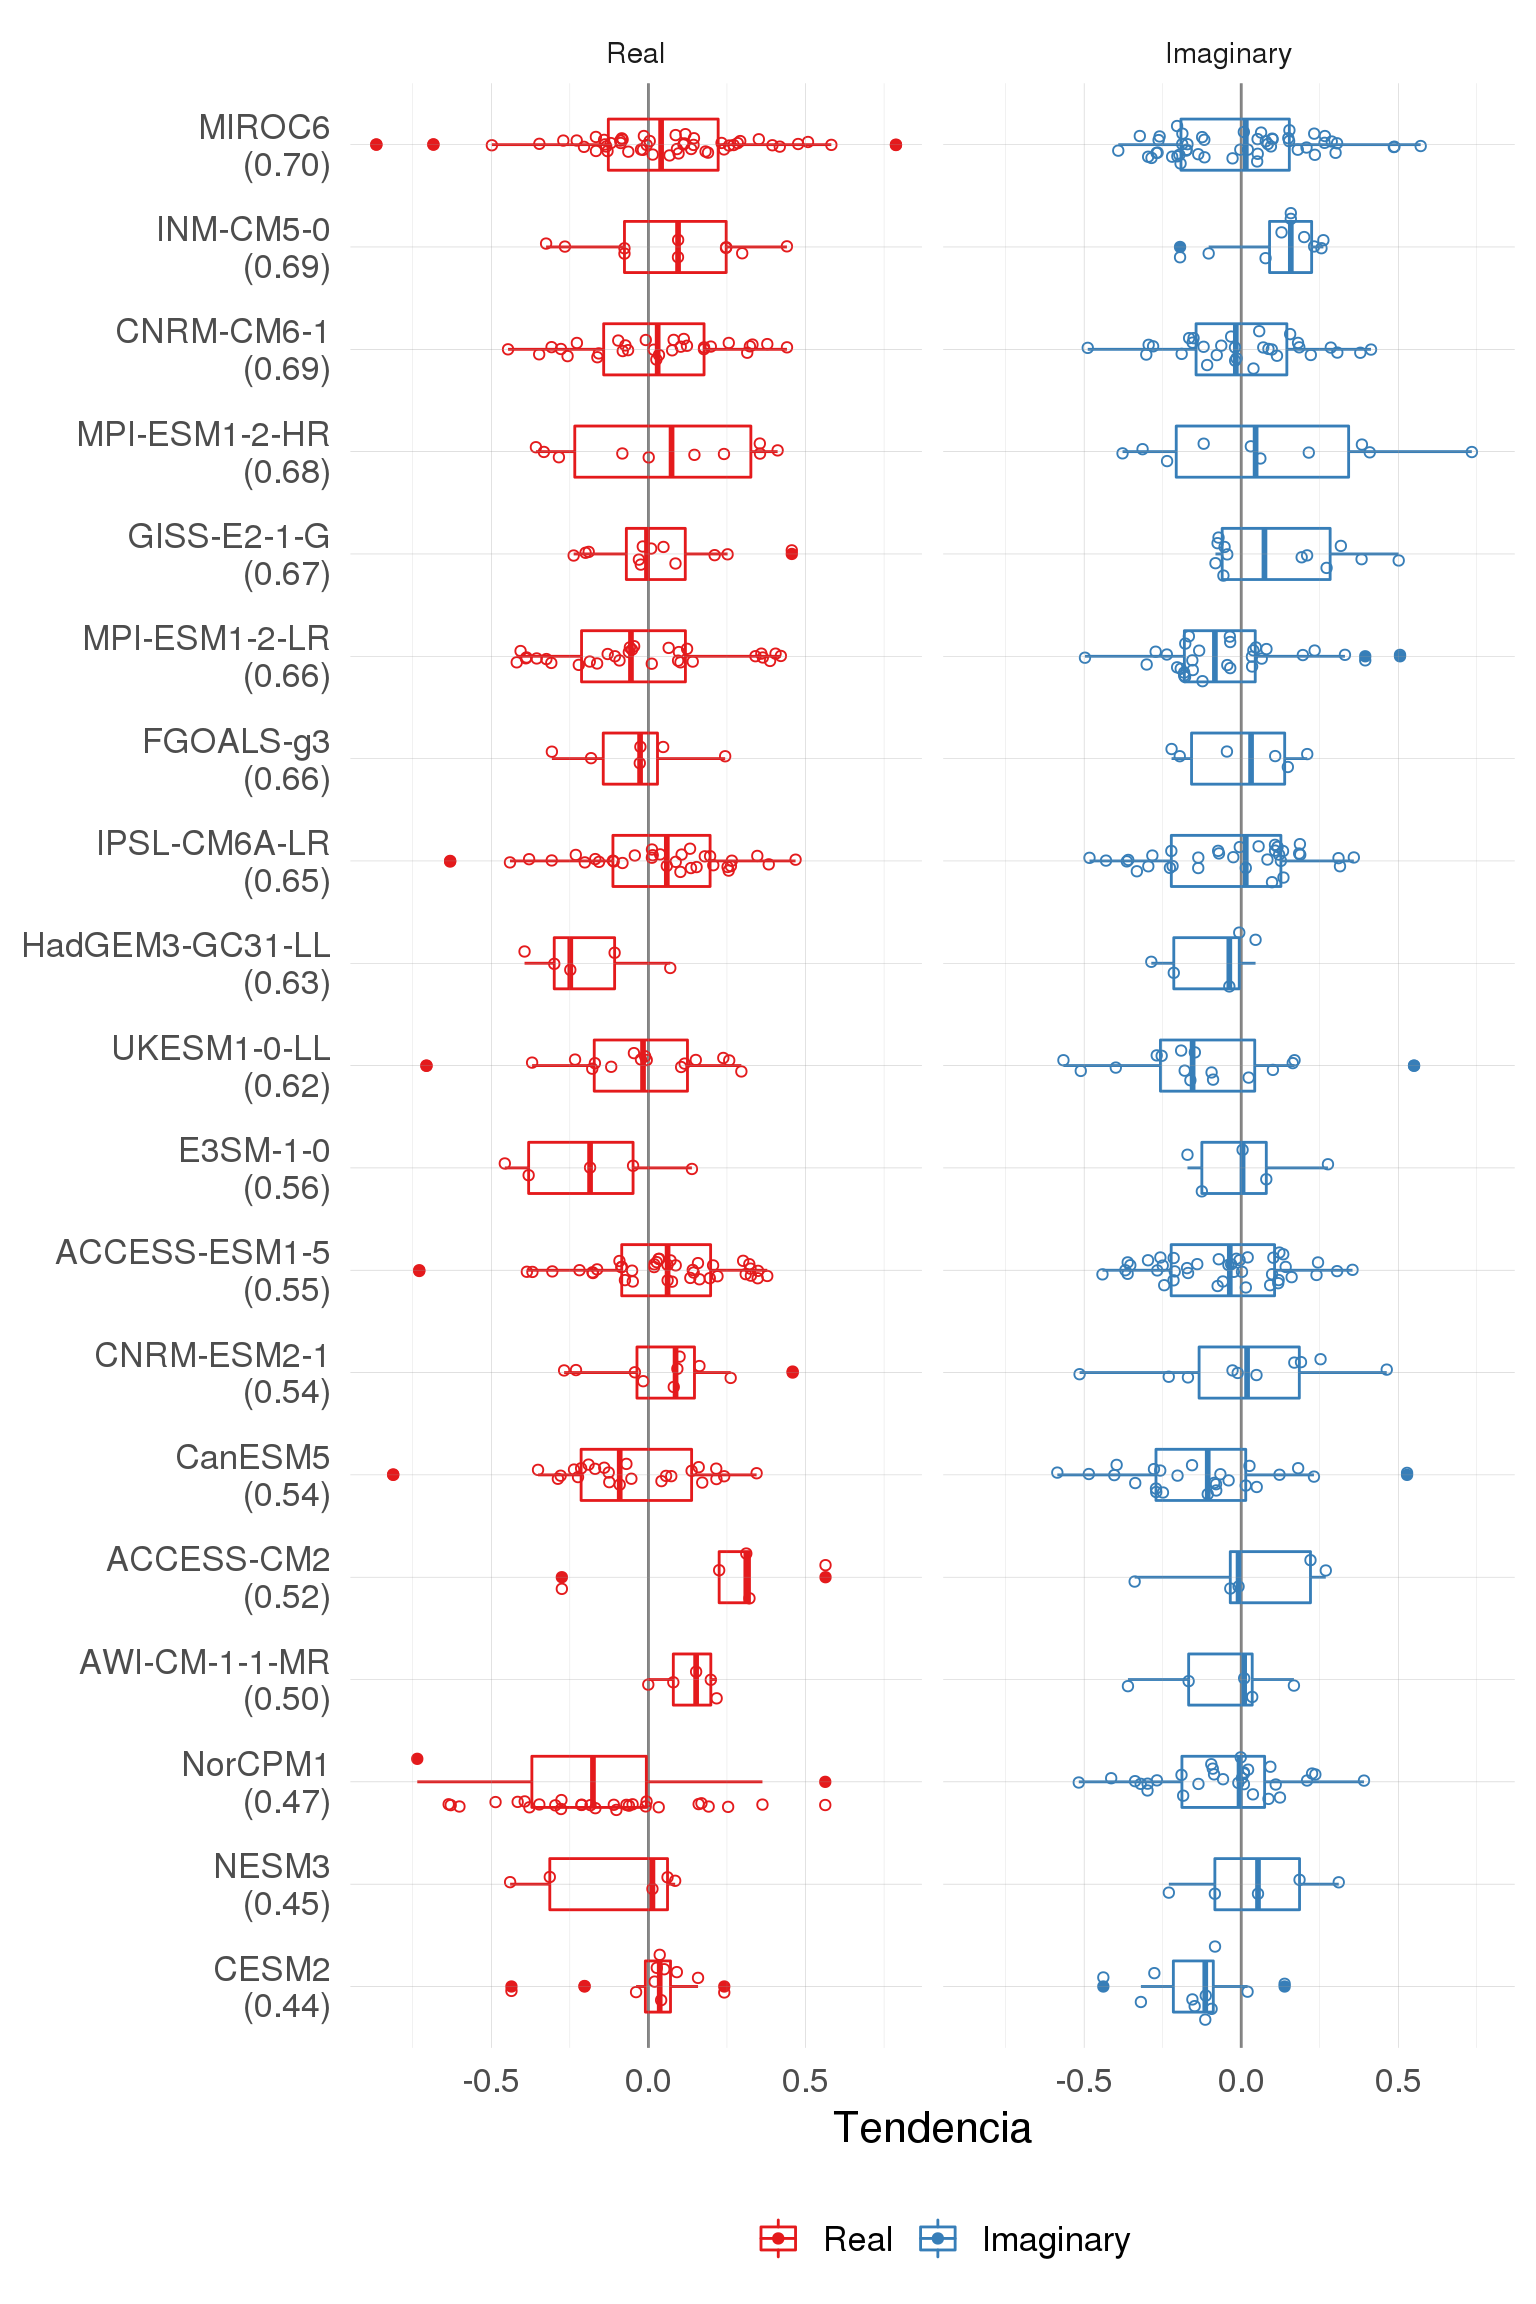 Real
Imaginary
MIROC6
(0.70)
INM-CM5-0
(0.69)
CNRM-CM6-1
(0.69)
MPI-ESM1-2-HR
(0.68)
GISS-E2-1-G
(0.67)
MPI-ESM1-2-LR
(0.66)
FGOALS-g3
(0.66)
IPSL-CM6A-LR
(0.65)
HadGEM3-GC31-LL
(0.63)
UKESM1-0-LL
(0.62)
E3SM-1-0
(0.56)
ACCESS-ESM1-5
(0.55)
CNRM-ESM2-1
(0.54)
CanESM5
(0.54)
ACCESS-CM2
(0.52)
AWI-CM-1-1-MR
(0.50)
NorCPM1
(0.47)
NESM3
(0.45)
CESM2
(0.44)
-0.5 0.0 0.5 -0.5 0.0 0.5
Tendencia
Real Imaginary